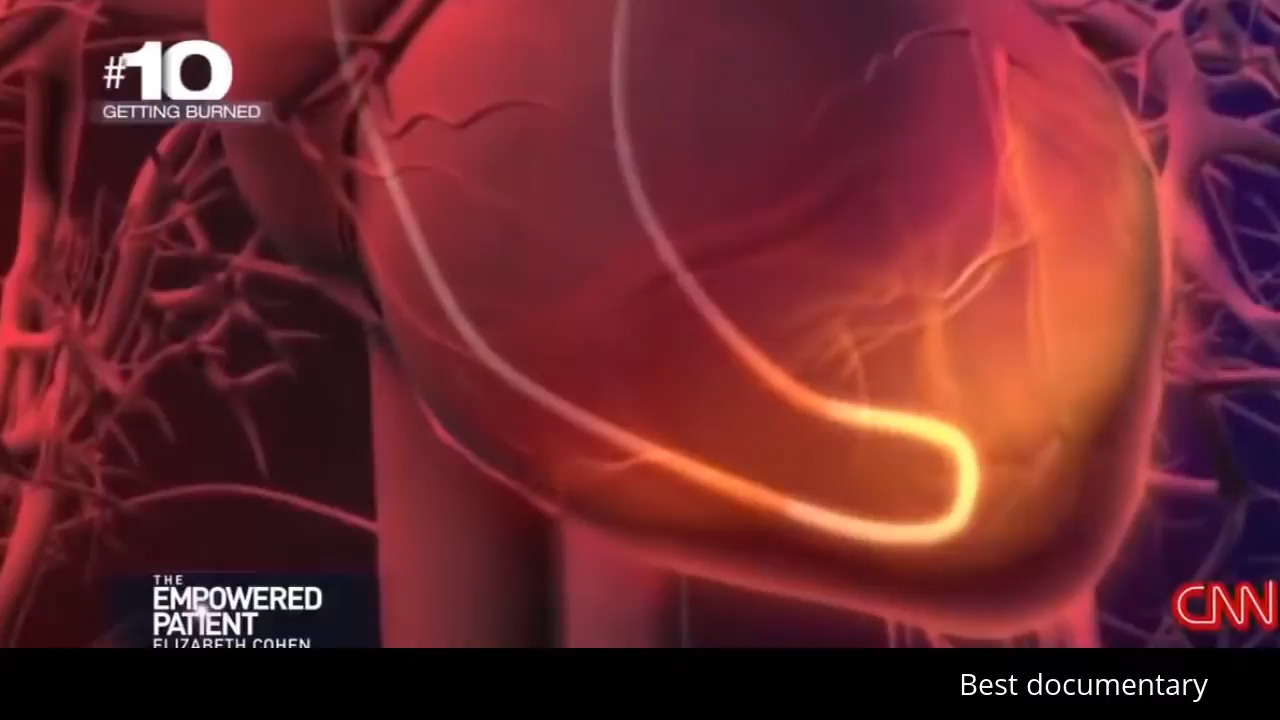 #10
GETTING BURNED
THE
EMPOWERED
PATIENT
ELIZABETH COHEN
CNN
Best documentary